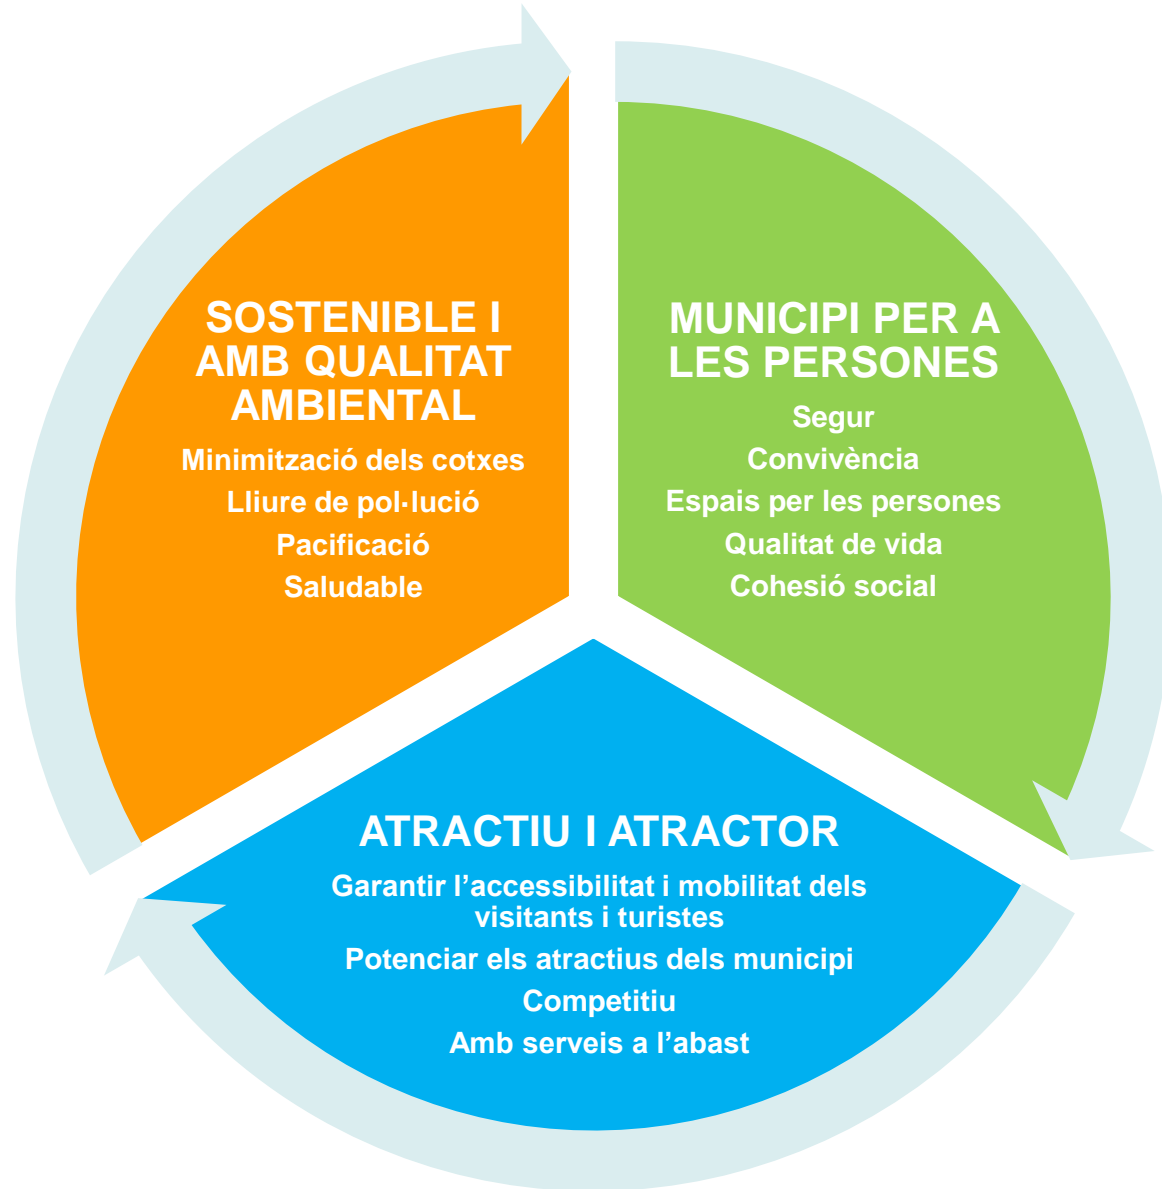 SOSTENIBLE I
AMB QUALITAT
AMBIENTAL
Minimització dels cotxes
Lliure de pol·lució
Pacificació
Saludable
MUNICIPI PER A
LES PERSONES
Segur
Convivència
Espais per les persones
Qualitat de vida
Cohesió social
ATRACTIU I ATRACTOR
Garantir l’accessibilitat i mobilitat dels
visitants i turistes
Potenciar els atractius dels municipi
Competitiu
Amb serveis a l’abast